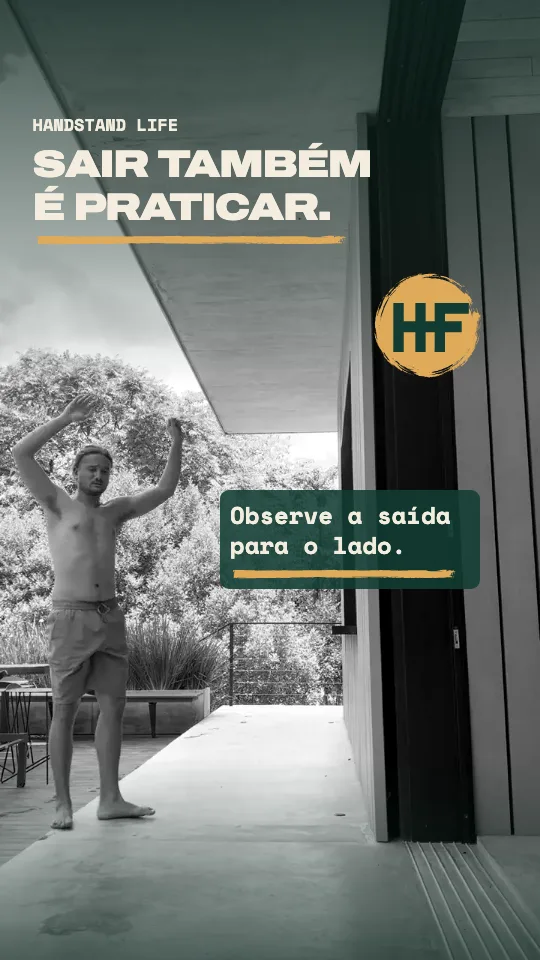 HANDSTAND LIFE
SAIR TAMBÉM
É PRATICAR.
HF
Observe a saída
para o lado.